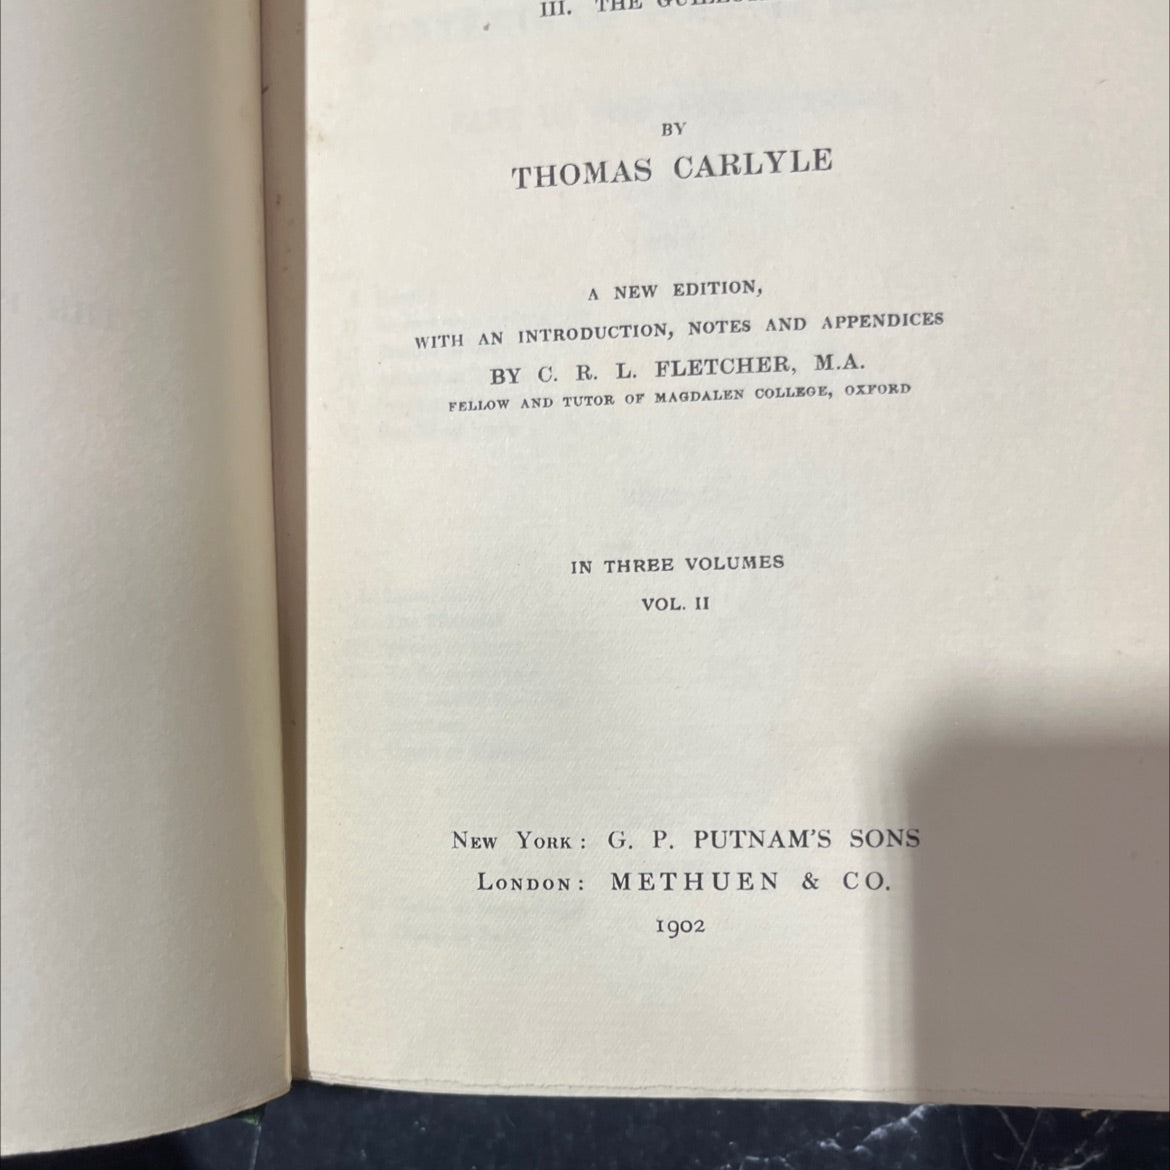 III. THE
BY
THOMAS CARLYLE
A NEW EDITION,
WITH AN INTRODUCTION, NOTES AND APPENDICES
BY C. R. L. FLETCHER, M.A.
FELLOW AND TUTOR OF MAGDALEN COLLEGE, OXFORD
IN THREE VOLUMES
VOL. II
NEW YORK: G. P. PUTNAM'S SONS
LONDON: METHUEN & CO.
1902